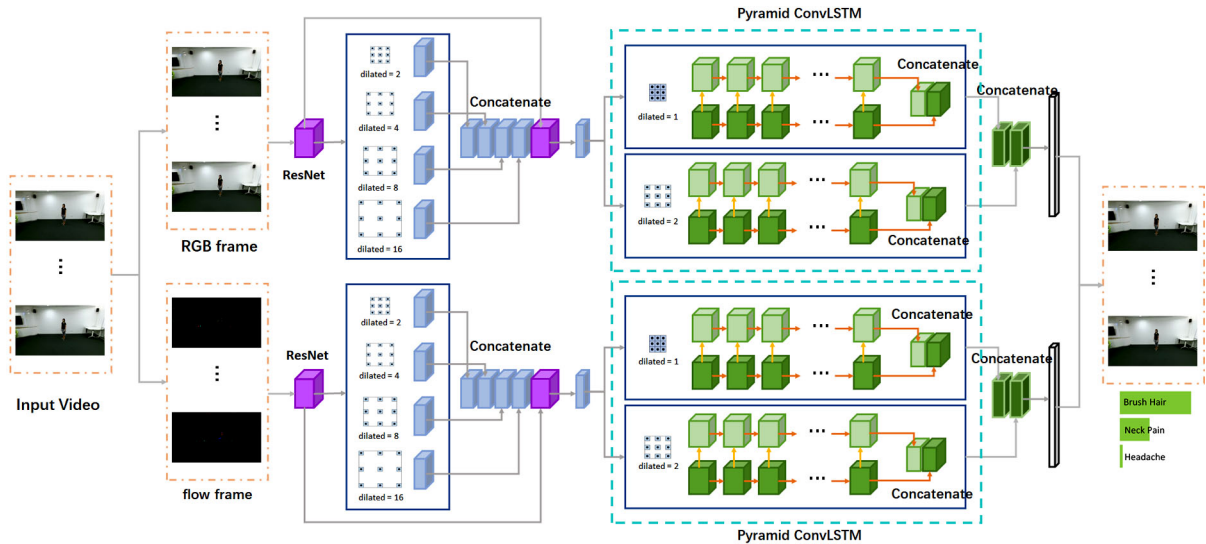 Pyramid ConvLSTM
dilated = 2
dilated = 4
dilated = 8
dilated = 16
Concatenate
ResNet
RGB frame
dilated = 1
...
...
Concatenate
dilated = 2
...
...
Concatenate
Concatenate
Input Video
ResNet
flow frame
dilated = 2
dilated = 4
dilated = 8
dilated = 16
Concatenate
dilated = 1
...
...
Concatenate
dilated = 2
...
...
Concatenate
Concatenate
Pyramid ConvLSTM
Brush Hair
Neck Pain
Headache